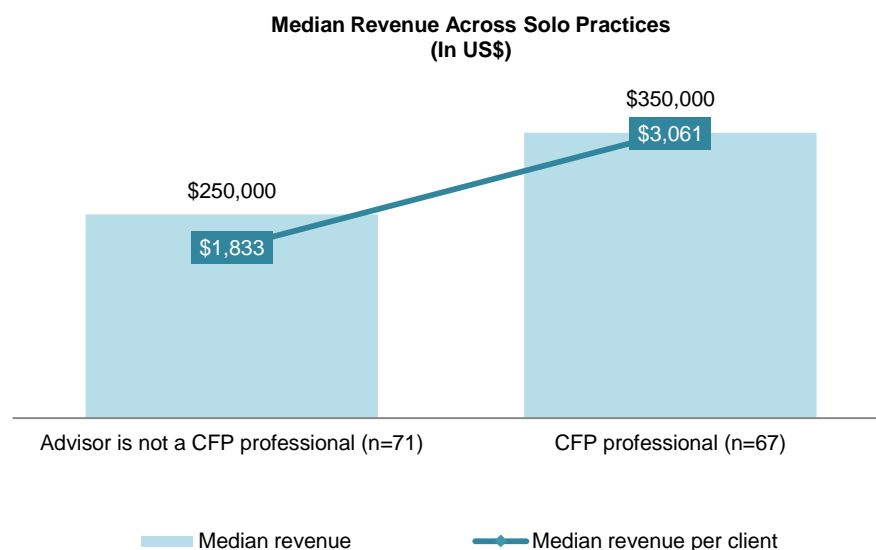 Median Revenue Across Solo Practices
(In US$)
$350,000
$3,061
$250,000
$1,833
Advisor is not a CFP professional (n=71)
CFP professional (n=67)
Median revenue
Median revenue per client